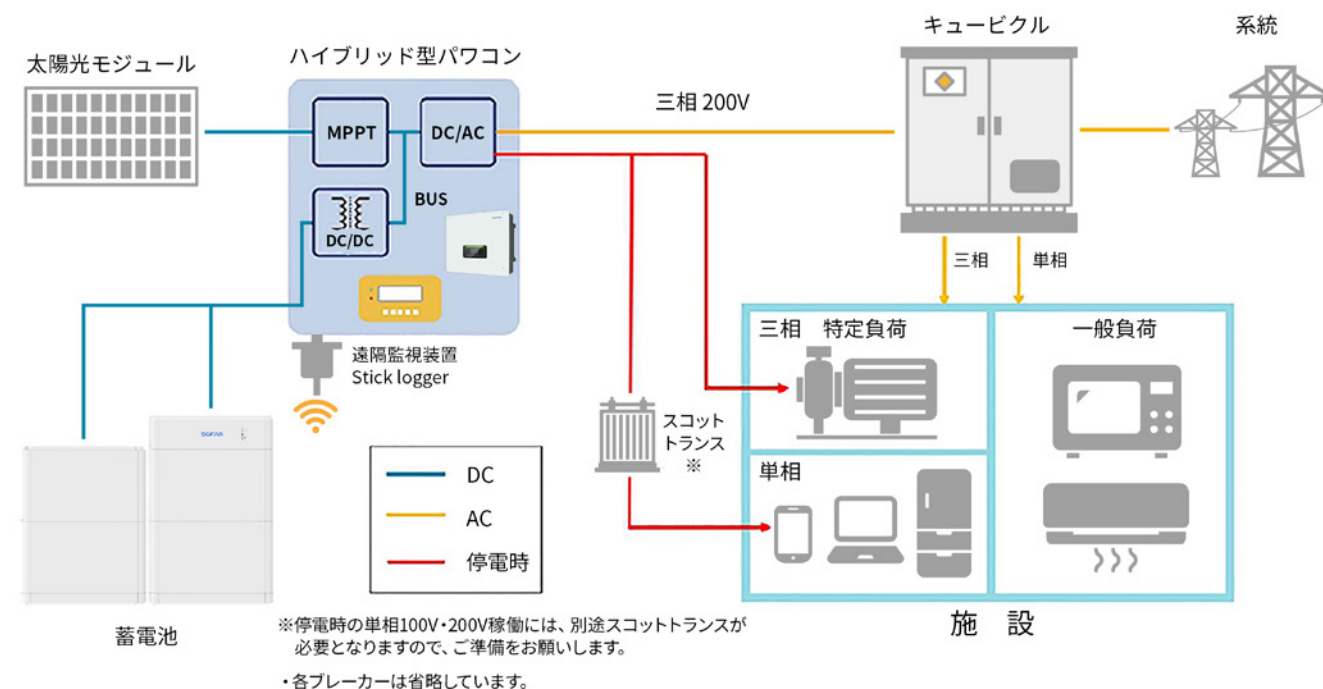 太陽光モジュール
ハイブリッド型パワコン
キュービクル
系統
三相 200V
MPPT
DC/AC
BUS
DC/DC
三相
単相
遠隔監視装置
Stick logger
三相 特定負荷
一般負荷
スコット
トランス
※
単相
SOFAR
DC
AC
停電時
蓄電池
施 設
※停電時の単相100V・200V稼働には、別途スコットトランスが
必要となりますので、ご準備をお願いします。
・各ブレーカーは省略しています。